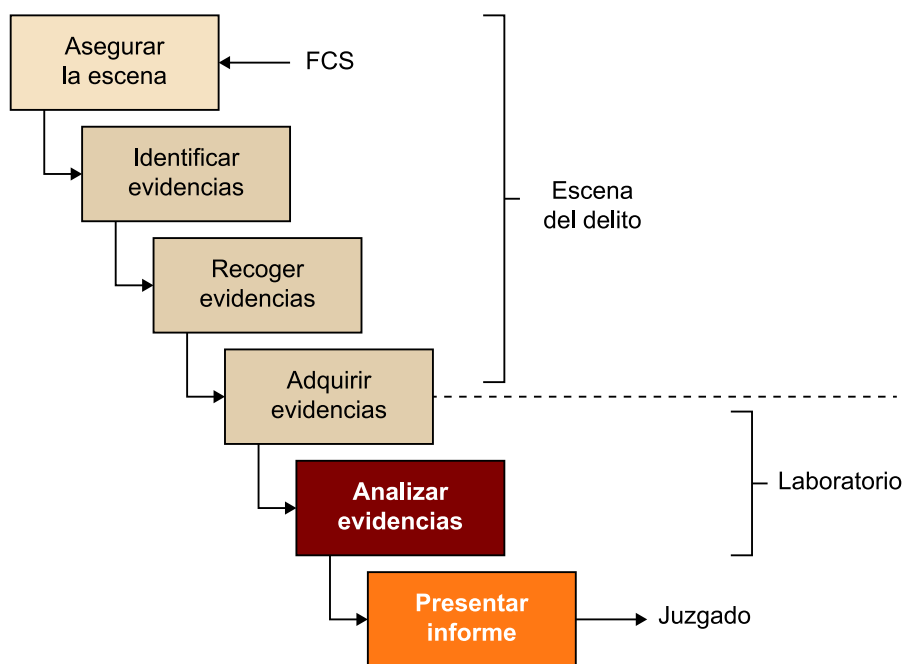 Asegurar
la escena
FCS
Identificar
evidencias
Escena
del delito
Recoger
evidencias
Adquirir
evidencias
Analizar
evidencias
Laboratorio
Presentar
informe
Juzgado